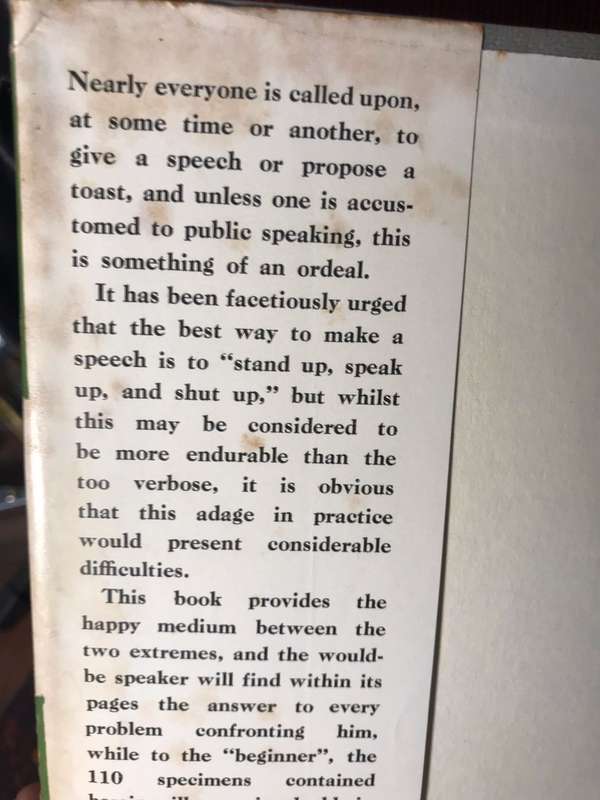 Nearly everyone is called upon,
at some time or another, to
give a speech or propose a
toast, and unless one is accus-
tomed to public speaking, this
is something of an ordeal.
It has been facetiously urged
that the best way to make a
speech is to “stand up, speak
up, and shut up,” but whilst
this may be considered to
be more endurable than the
too verbose, it is obvious
that this adage in practice
would present considerable
difficulties.
This book provides the
happy medium between the
two extremes, and the would-
be speaker will find within its
pages the answer to every
problem confronting him,
while to the “beginner”, the
110 specimens contained